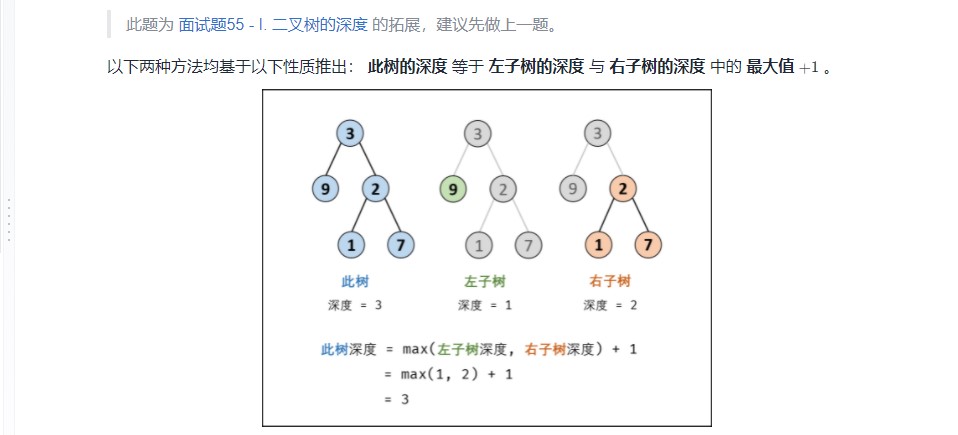 此题为 面试题55 - I. 二叉树的深度 的拓展，建议先做上一题。
以下两种方法均基于以下性质推出： 此树的深度 等于 左子树的深度 与 右子树的深度 中的 最大值 +1 。
3 3 3
9 2 9 2 9 2
1 7 1 7 1 7
此树 左子树 右子树
深度 = 3 深度 = 1 深度 = 2
此树深度 = max(左子树深度, 右子树深度) + 1
= max(1, 2) + 1
= 3